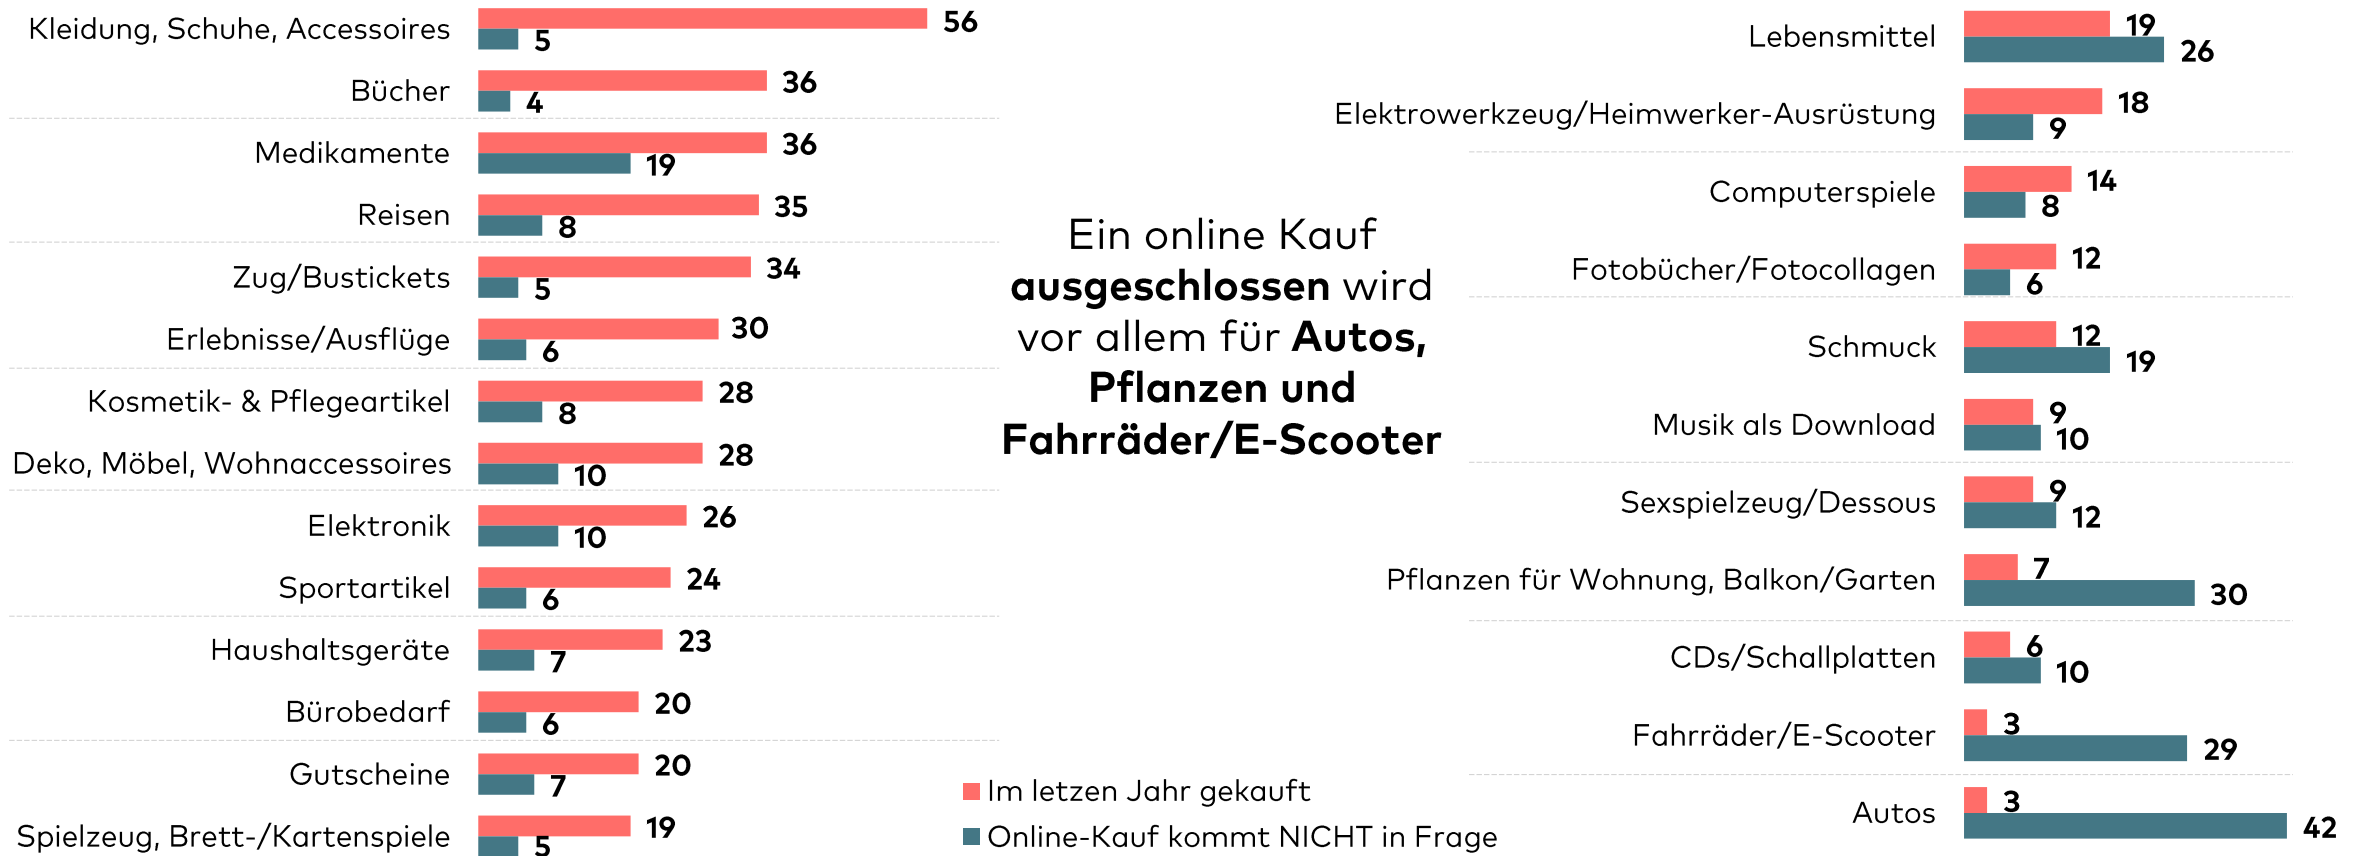 Kleidung, Schuhe, Accessoires
56
5
Bücher
36
4
Medikamente
36
19
Reisen
35
8
Zug/Bustickets
34
5
Erlebnisse/Ausflüge
30
6
Kosmetik- & Pflegeartikel
28
8
Deko, Möbel, Wohnaccessoires
28
10
Elektronik
26
10
Sportartikel
24
6
Haushaltsgeräte
23
7
Bürobedarf
20
6
Gutscheine
20
7
Spielzeug, Brett-/Kartenspiele
19
5
Ein online Kauf
ausgeschlossen wird
vor allem für Autos,
Pflanzen und
Fahrräder/E-Scooter
Im letzen Jahr gekauft
Online-Kauf kommt NICHT in Frage
Lebensmittel
19
26
Elektrowerkzeug/Heimwerker-Ausrüstung
18
9
Computerspiele
14
8
Fotobücher/Fotocollagen
12
6
Schmuck
12
19
Musik als Download
9
10
Sexspielzeug/Dessous
9
12
Pflanzen für Wohnung, Balkon/Garten
7
30
CDs/Schallplatten
6
10
Fahrräder/E-Scooter
3
29
Autos
3
42